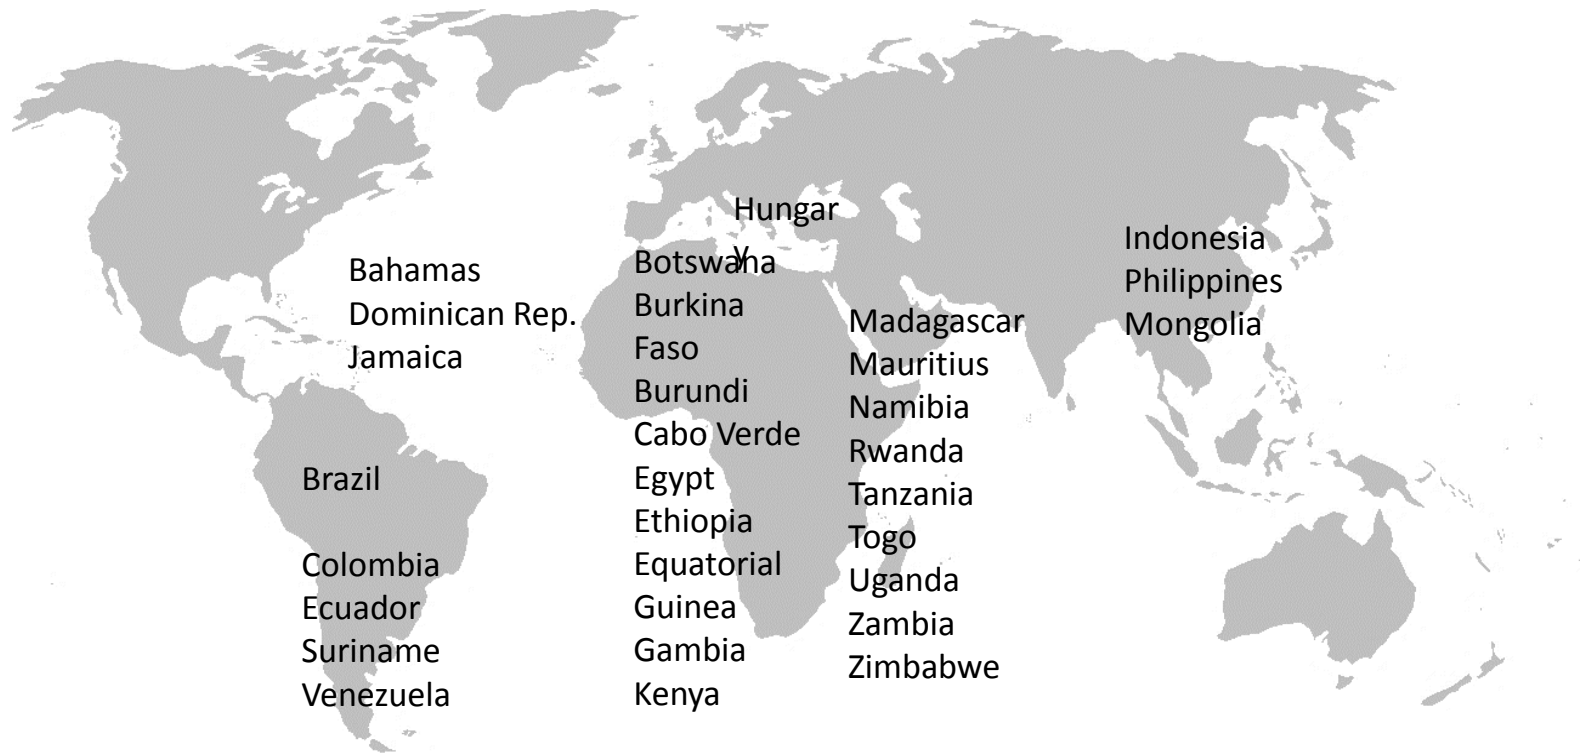 Hungar
y
Bahamas
Dominican Rep.
Jamaica
Brazil
Colombia
Ecuador
Suriname
Venezuela
Botswana
Burkina
Faso
Burundi
Cabo Verde
Egypt
Ethiopia
Equatorial
Guinea
Gambia
Kenya
Madagascar
Mauritius
Namibia
Rwanda
Tanzania
Togo
Uganda
Zambia
Zimbabwe
Indonesia
Philippines
Mongolia